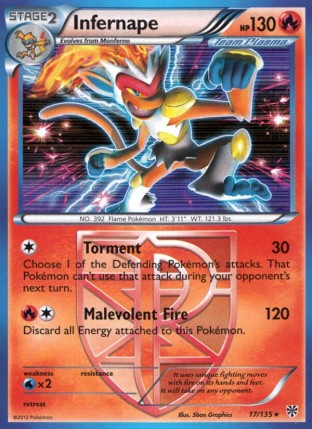 STAGE2 Infernape HP130
Evolves from Monferno Team Plasma
NO. 392 Flame Pokémon HT: 3'11" WT: 121.3 lbs.
Torment 30
Choose 1 of the Defending Pokémon's attacks. That
Pokémon can't use that attack during your opponent's
next turn.
Malevolent Fire 120
Discard all Energy attached to this Pokémon.
weakness resistance
×2
retreat
It uses unique fighting moves
with fire on its hands and feet.
It will take on any opponent.
©2012 Pokémon Illus. 5ban Graphics 17/135 ★